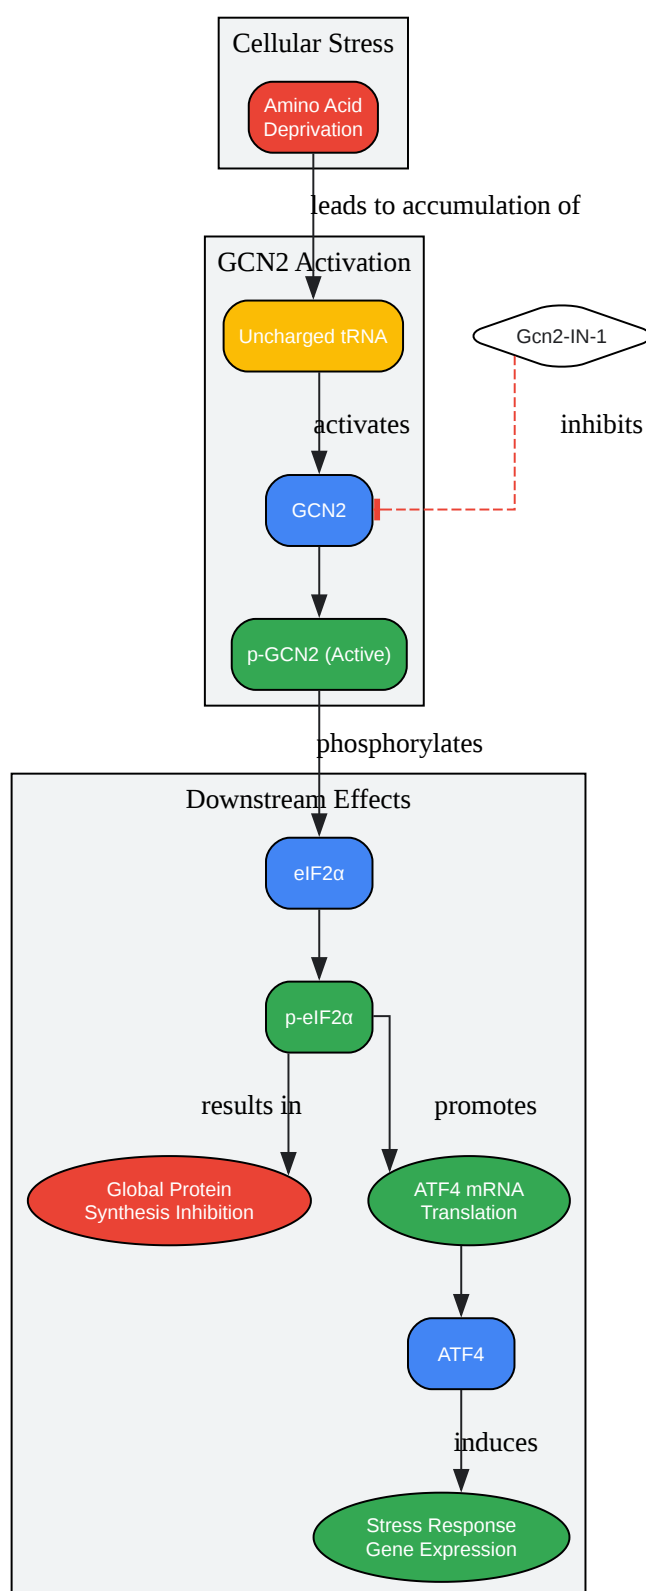 Cellular Stress
Amino Acid
Deprivation
leads to accumulation of
GCN2 Activation
Uncharged tRNA
Gcn2-IN-1
activates
inhibits
GCN2
p-GCN2 (Active)
phosphorylates
Downstream Effects
eIF2α
p-eIF2α
results in
promotes
Global Protein
Synthesis Inhibition
ATF4 mRNA
Translation
ATF4
induces
Stress Response
Gene Expression